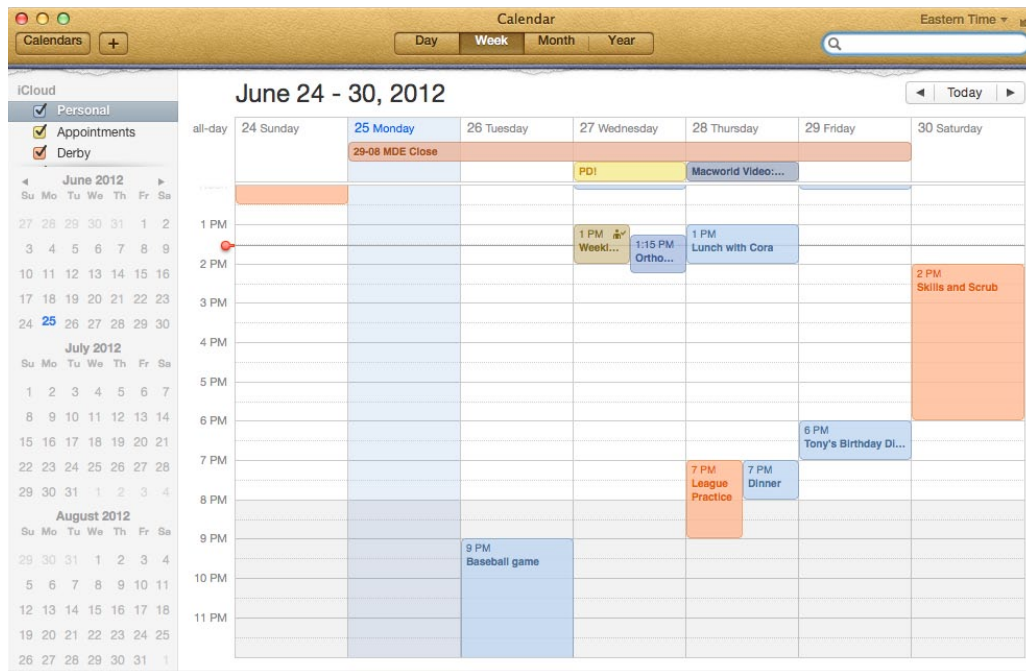 Calendar
Eastern Time
Calendars
+
Day Week Month Year
iCloud
Personal
Appointments
Derby
June 24 - 30, 2012
Today
all-day 24 Sunday 25 Monday 26 Tuesday 27 Wednesday 28 Thursday 29 Friday 30 Saturday
29-08 MDE Close
PD! Macworld Video:...
June 2012
Su Mo Tu We Th Fr Sa
27 28 29 30 31 1 2
3 4 5 6 7 8 9
10 11 12 13 14 15 16
17 18 19 20 21 22 23
24 25 26 27 28 29 30
July 2012
Su Mo Tu We Th Fr Sa
1 2 3 4 5 6 7
8 9 10 11 12 13 14
15 16 17 18 19 20 21
22 23 24 25 26 27 28
29 30 31 1 2 3 4
August 2012
Su Mo Tu We Th Fr Sa
29 30 31 1 2 3 4
5 6 7 8 9 10 11
12 13 14 15 16 17 18
19 20 21 22 23 24 25
26 27 28 29 30 31 1
1 PM
2 PM
3 PM
4 PM
5 PM
6 PM
7 PM
8 PM
9 PM
10 PM
11 PM
9 PM
Baseball game
1 PM
Weekl...
1:15 PM
Ortho...
1 PM
Lunch with Cora
7 PM
League
Practice
7 PM
Dinner
6 PM
Tony's Birthday Di...
2 PM
Skills and Scrub